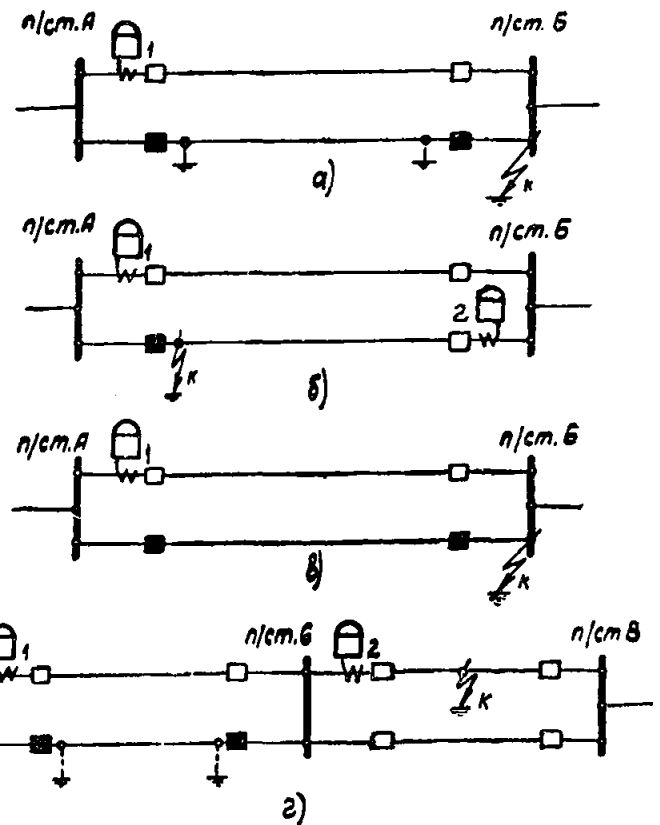 п/ст.А
п/ст. Б
1
К
а)
п/ст.А
п/ст. Б
1
2
К
б)
п/ст.А
п/ст. Б
1
К
в)
1
п/ст.Б
2
п/ст В
К
г)